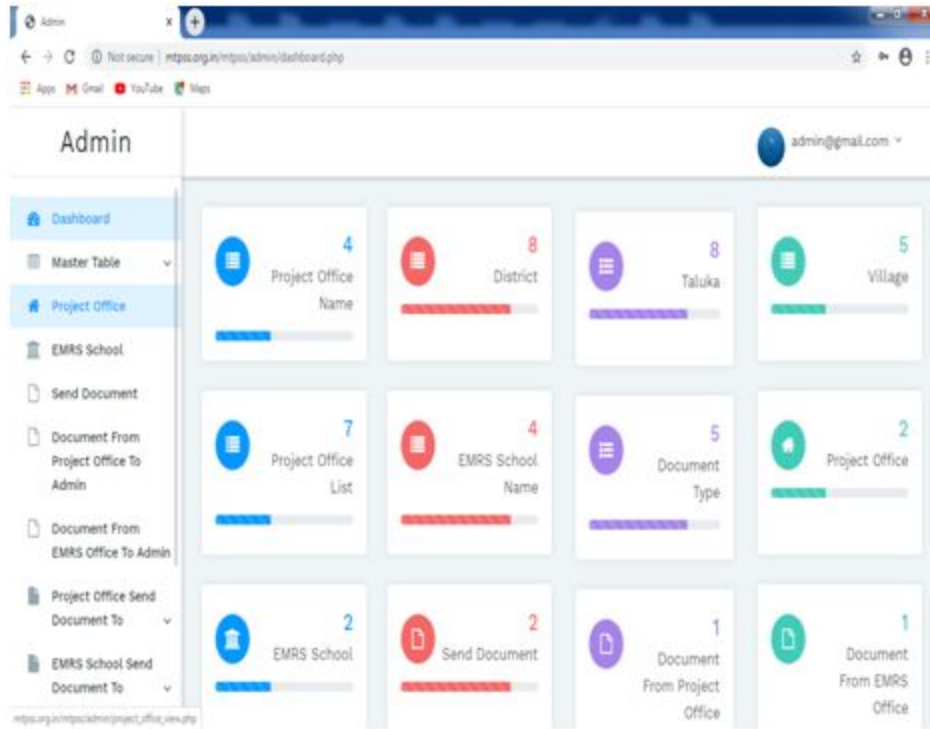 Admin
Not secure | mtpss.org.in/mtpss/admin/dashboard.php
Apps Gmail YouTube Maps
Admin
admin@gmail.com
Dashboard
Master Table
Project Office
EMRS School
Send Document
Document From
Project Office To
Admin
Document From
EMRS Office To Admin
Project Office Send
Document To
EMRS School Send
Document To
4
Project Office
Name
8
District
8
Taluka
5
Village
7
Project Office
List
4
EMRS School
Name
5
Document
Type
2
Project Office
2
EMRS School
2
Send Document
1
Document
From Project
Office
1
Document
From EMRS
Office
mtpss.org.in/mtpss/admin/project_office_view.php